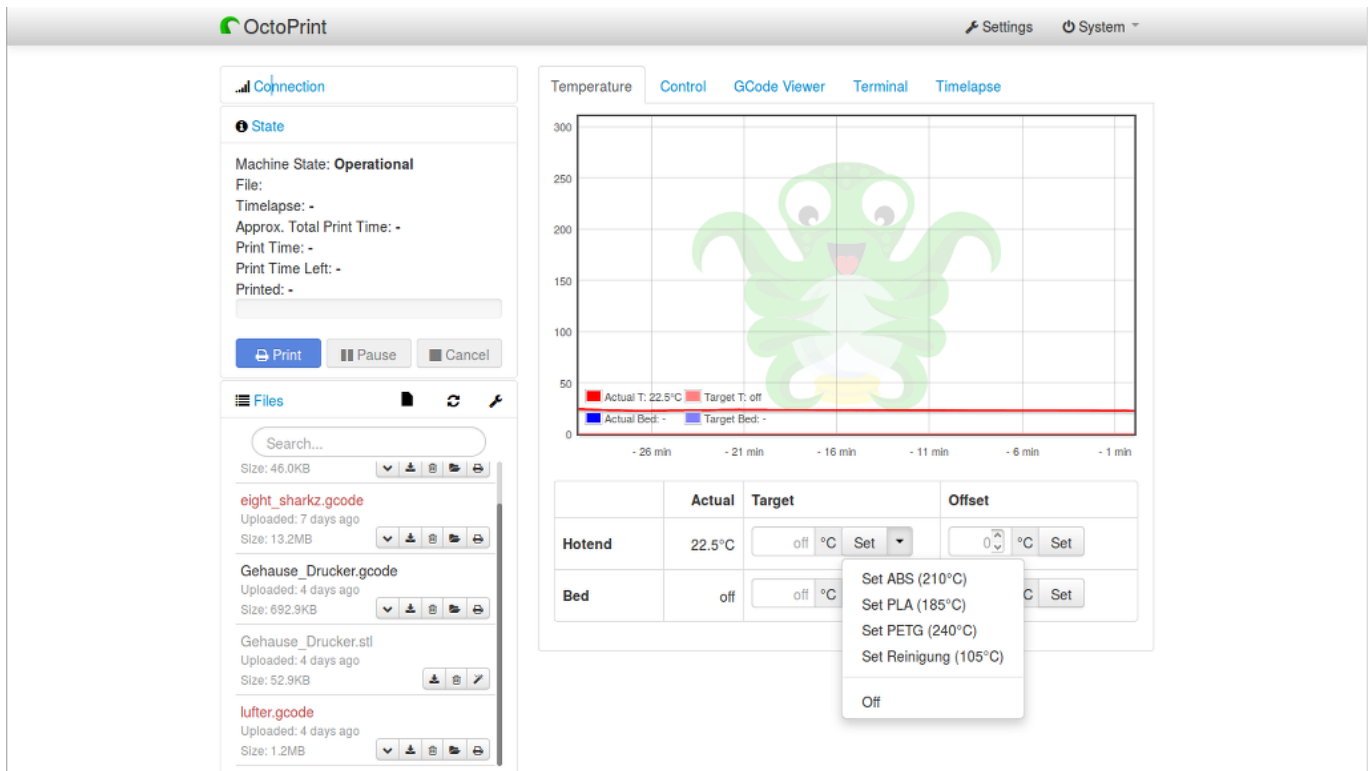 OctoPrint
Settings
System
Connection
State
Machine State: Operational
File:
Timelapse: -
Approx. Total Print Time: -
Print Time: -
Print Time Left: -
Printed: -
Print
Pause
Cancel
Files
Search...
Size: 46.0KB
eight_sharkz.gcode
Uploaded: 7 days ago
Size: 13.2MB
Gehause_Drucker.gcode
Uploaded: 4 days ago
Size: 692.9KB
Gehause_Drucker.stl
Uploaded: 4 days ago
Size: 52.9KB
lufter.gcode
Uploaded: 4 days ago
Size: 1.2MB
Temperature Control GCode Viewer Terminal Timelapse
300
250
200
150
100
50
0
Actual T: 22.5°C Target T: off
Actual Bed: - Target Bed: -
- 26 min - 21 min - 16 min - 11 min - 6 min - 1 min
Actual Target Offset
Hotend 22.5°C off °C Set 0 °C Set
Bed off off °C C Set
Set ABS (210°C)
Set PLA (185°C)
Set PETG (240°C)
Set Reinigung (105°C)
Off